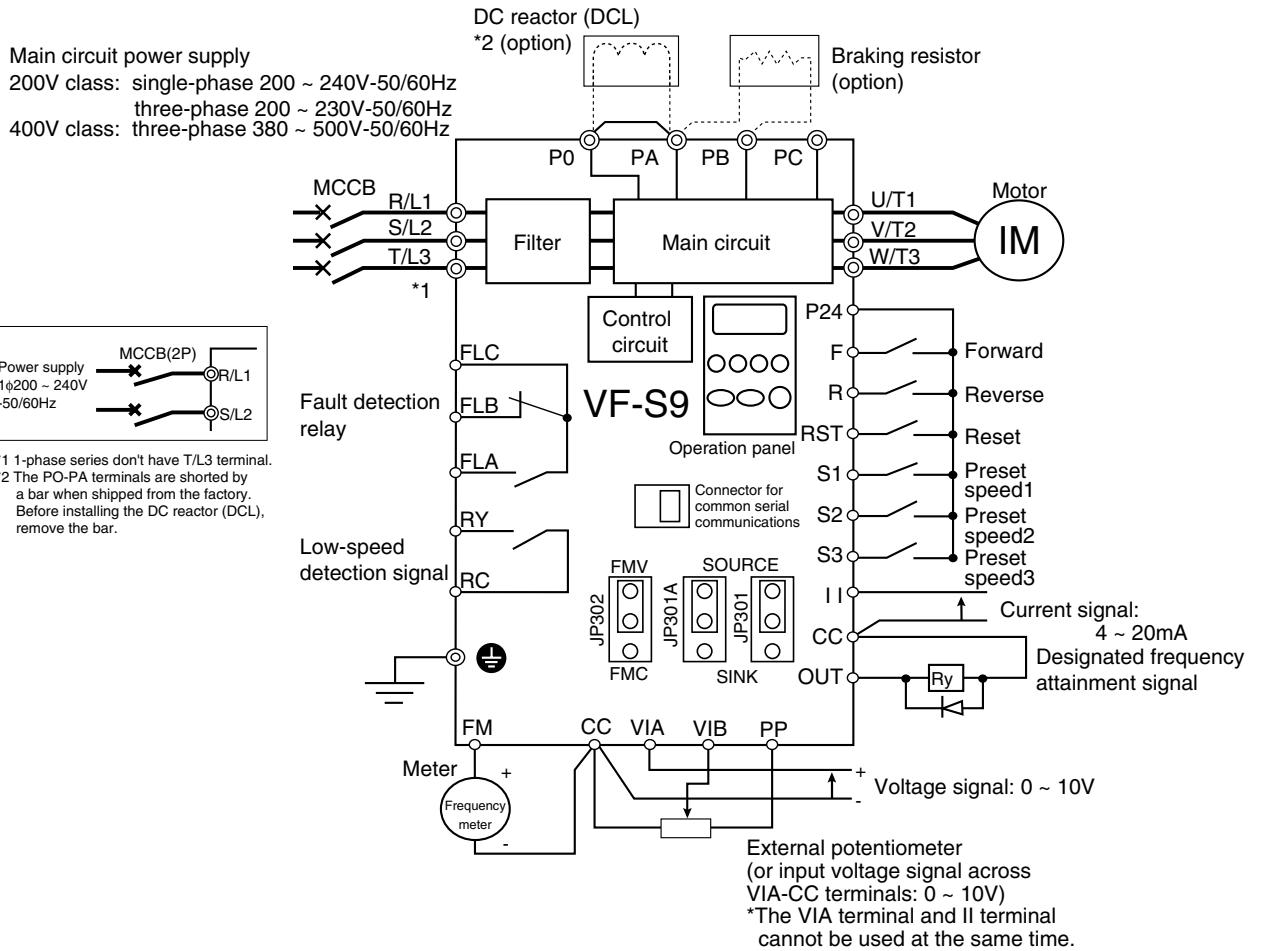 DC reactor (DCL)
*2 (option)
Main circuit power supply
200V class: single-phase 200 ~ 240V-50/60Hz
three-phase 200 ~ 230V-50/60Hz
400V class: three-phase 380 ~ 500V-50/60Hz
Braking resistor
(option)
P0 PA PB PC
MCCB
R/L1
S/L2
T/L3
*1
Filter
Main circuit
U/T1
V/T2
W/T3
Motor
IM
Control
circuit
VF-S9
Operation panel
Power supply
1ϕ200 ~ 240V
-50/60Hz
MCCB(2P)
R/L1
S/L2
*1 1-phase series don't have T/L3 terminal.
*2 The PO-PA terminals are shorted by
a bar when shipped from the factory.
Before installing the DC reactor (DCL),
remove the bar.
FLC
Fault detection
relay
FLB
FLA
RY
Low-speed
detection signal
RC
Connector for
common serial
communications
FMV
JP302
FMC
SOURCE
JP301A
JP301
SINK
P24
F Forward
R Reverse
RST Reset
S1 Preset
speed1
S2 Preset
speed2
S3 Preset
speed3
I I
Current signal:
4 ~ 20mA
CC
Designated frequency
attainment signal
OUT
Ry
FM CC VIA VIB PP
Meter
+
Frequency
meter
-
+
-
Voltage signal: 0 ~ 10V
External potentiometer
(or input voltage signal across
VIA-CC terminals: 0 ~ 10V)
*The VIA terminal and II terminal
cannot be used at the same time.